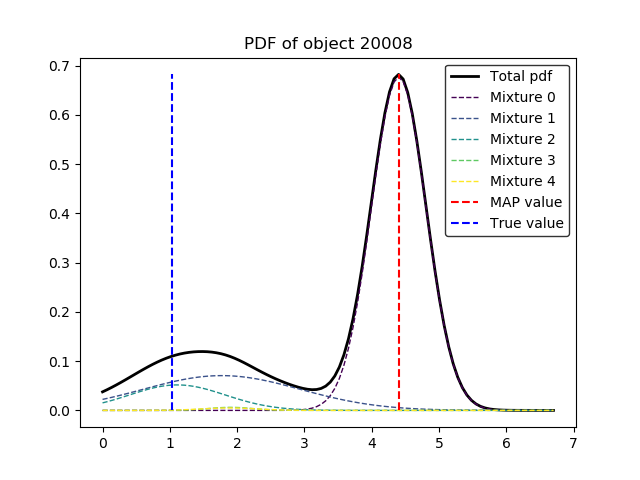 PDF of object 20008
0.7
0.6
0.5
0.4
0.3
0.2
0.1
0.0
0 1 2 3 4 5 6 7
Total pdf
Mixture 0
Mixture 1
Mixture 2
Mixture 3
Mixture 4
MAP value
True value